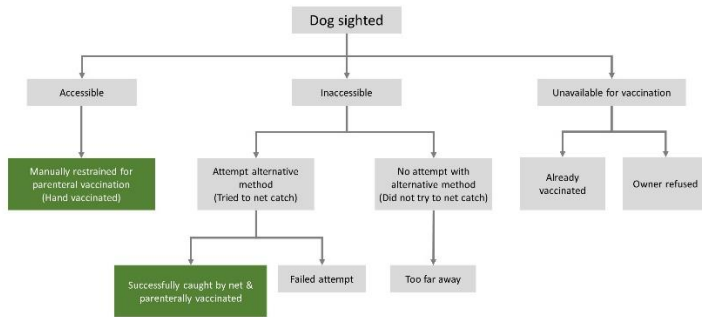 Dog sighted
Accessible
Inaccessible
Unavailable for vaccination
Manually restrained for
parenteral vaccination
(Hand vaccinated)
Attempt alternative
method
(Tried to net catch)
No attempt with
alternative method
(Did not try to net catch)
Already
vaccinated
Owner refused
Successfully caught by net &
parenterally vaccinated
Failed attempt
Too far away